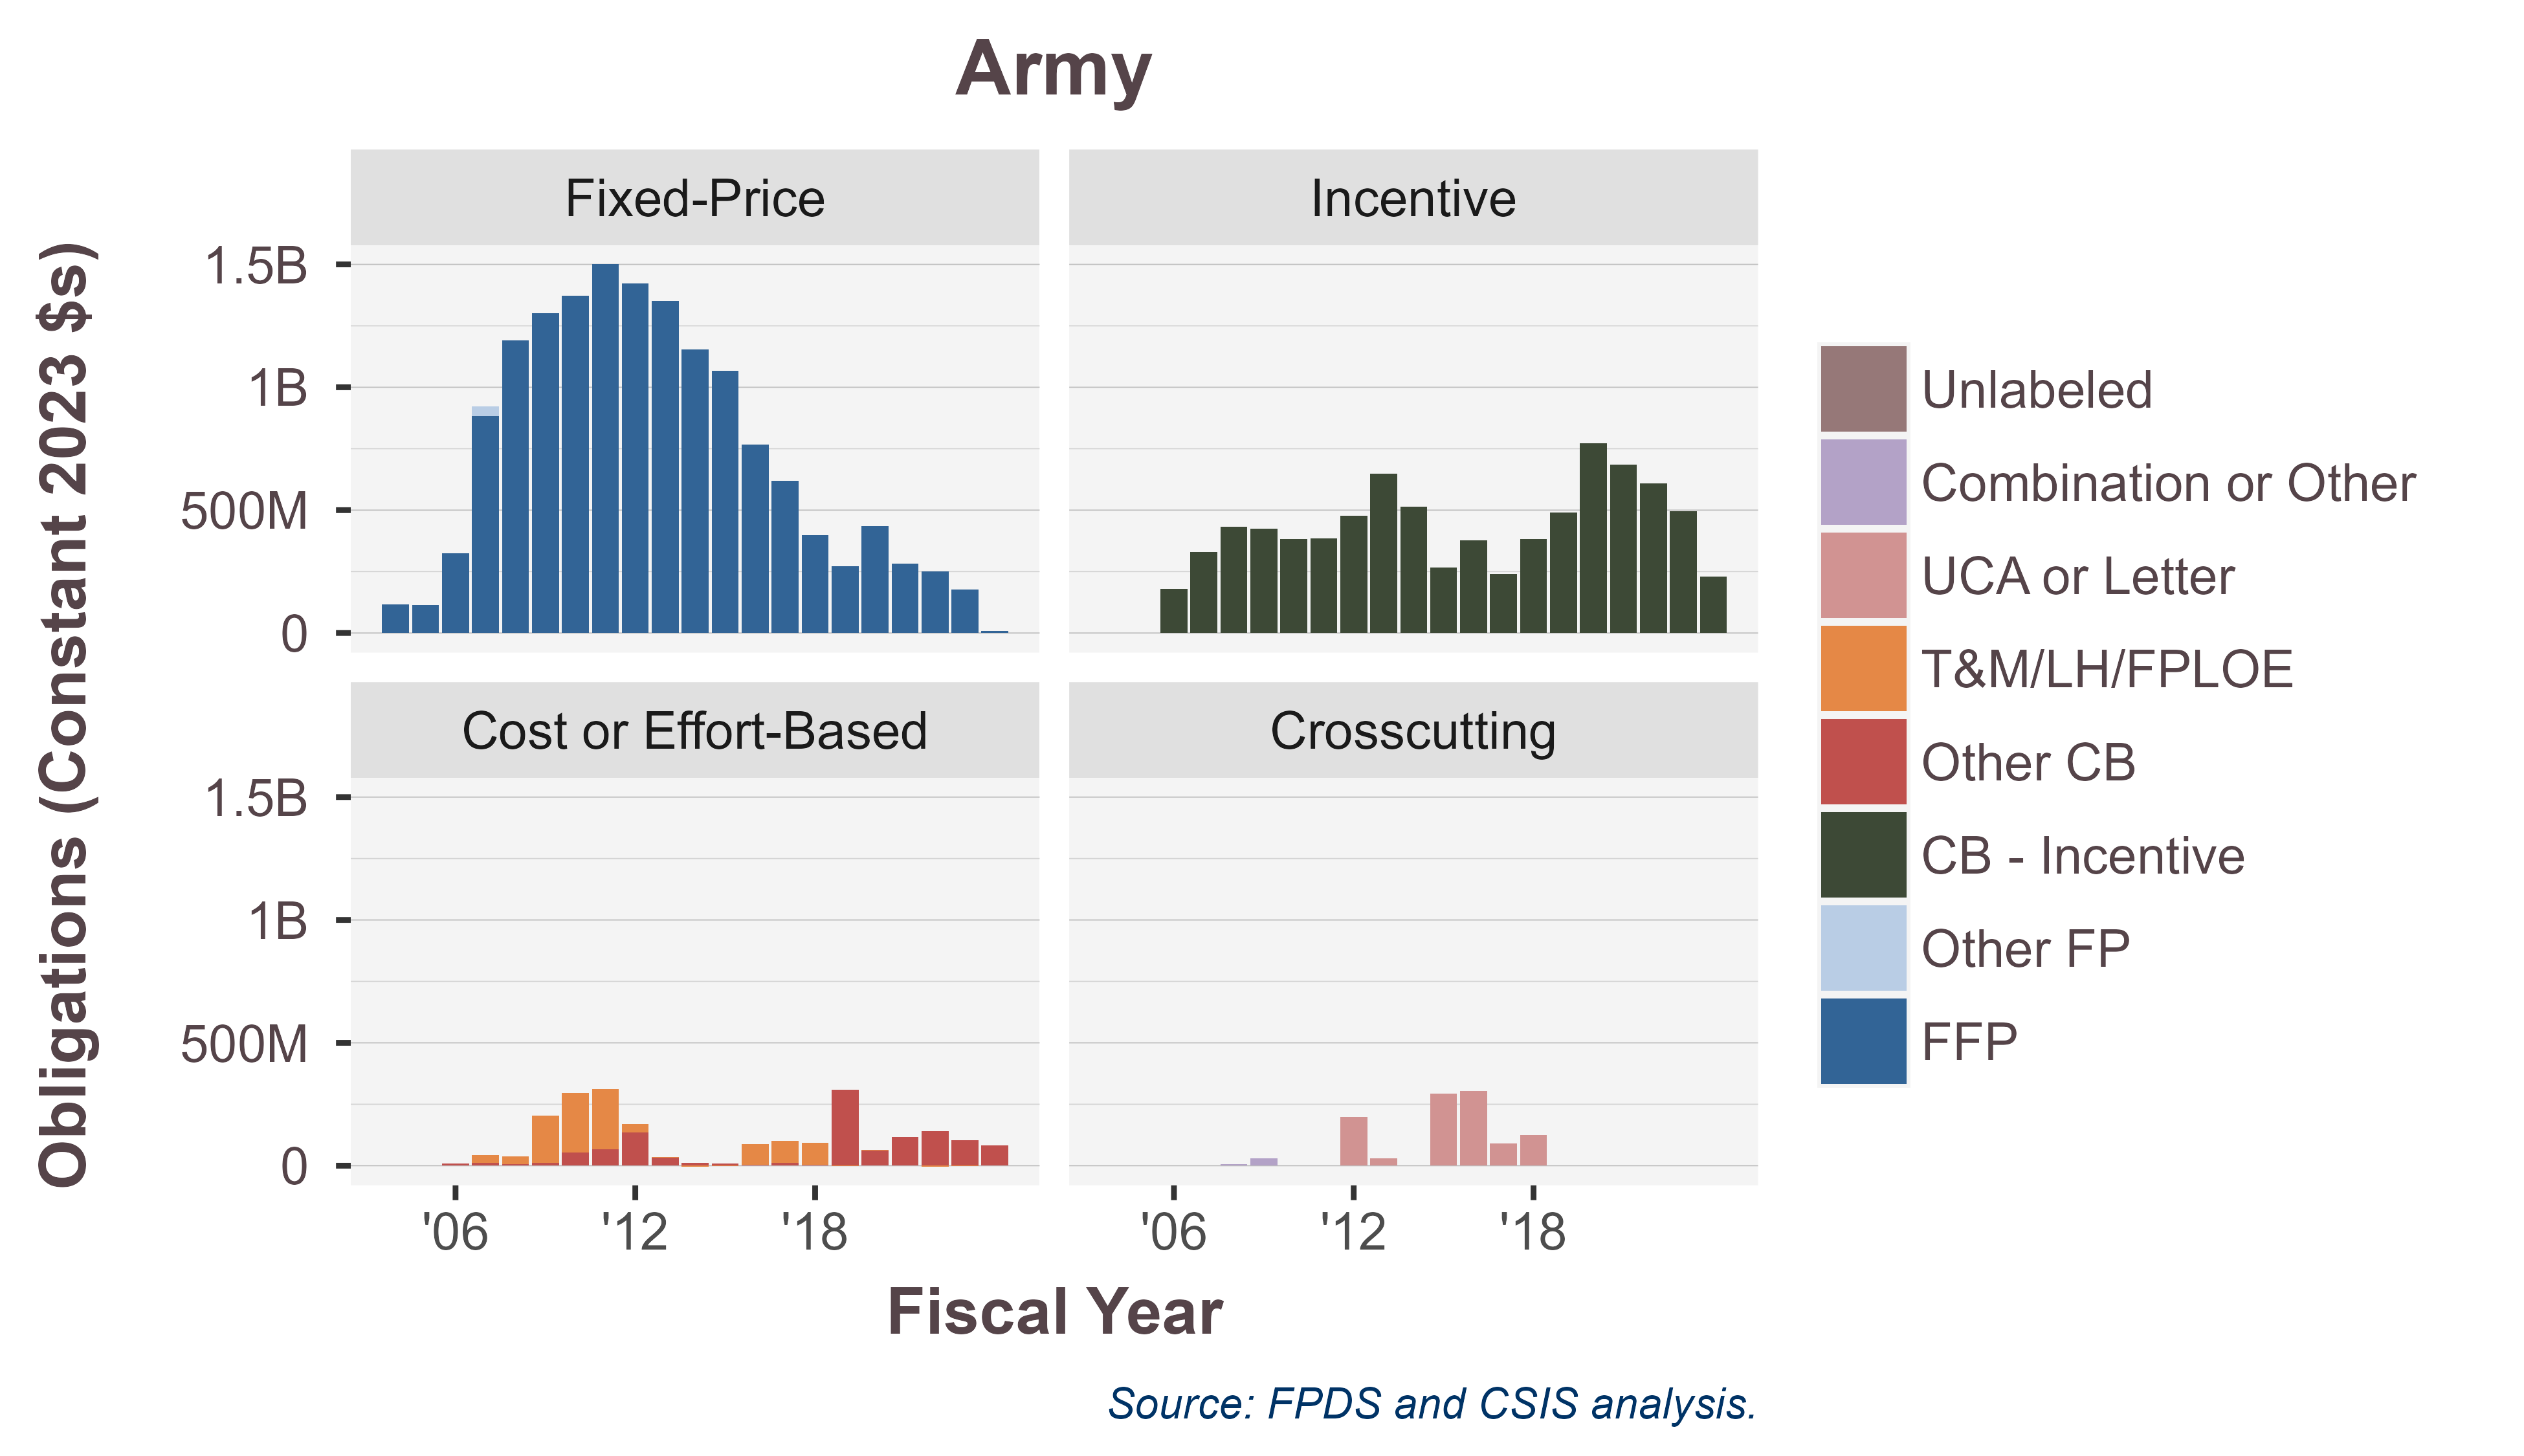 Army
Fixed-Price
Incentive
Obligations (Constant 2023 $s)
1.5B
1B
500M
0
Cost or Effort-Based
Crosscutting
1.5B
1B
500M
0
'06
'12
'18
'06
'12
'18
Fiscal Year
Unlabeled
Combination or Other
UCA or Letter
T&M/LH/FPLOE
Other CB
CB - Incentive
Other FP
FFP
Source: FPDS and CSIS analysis.